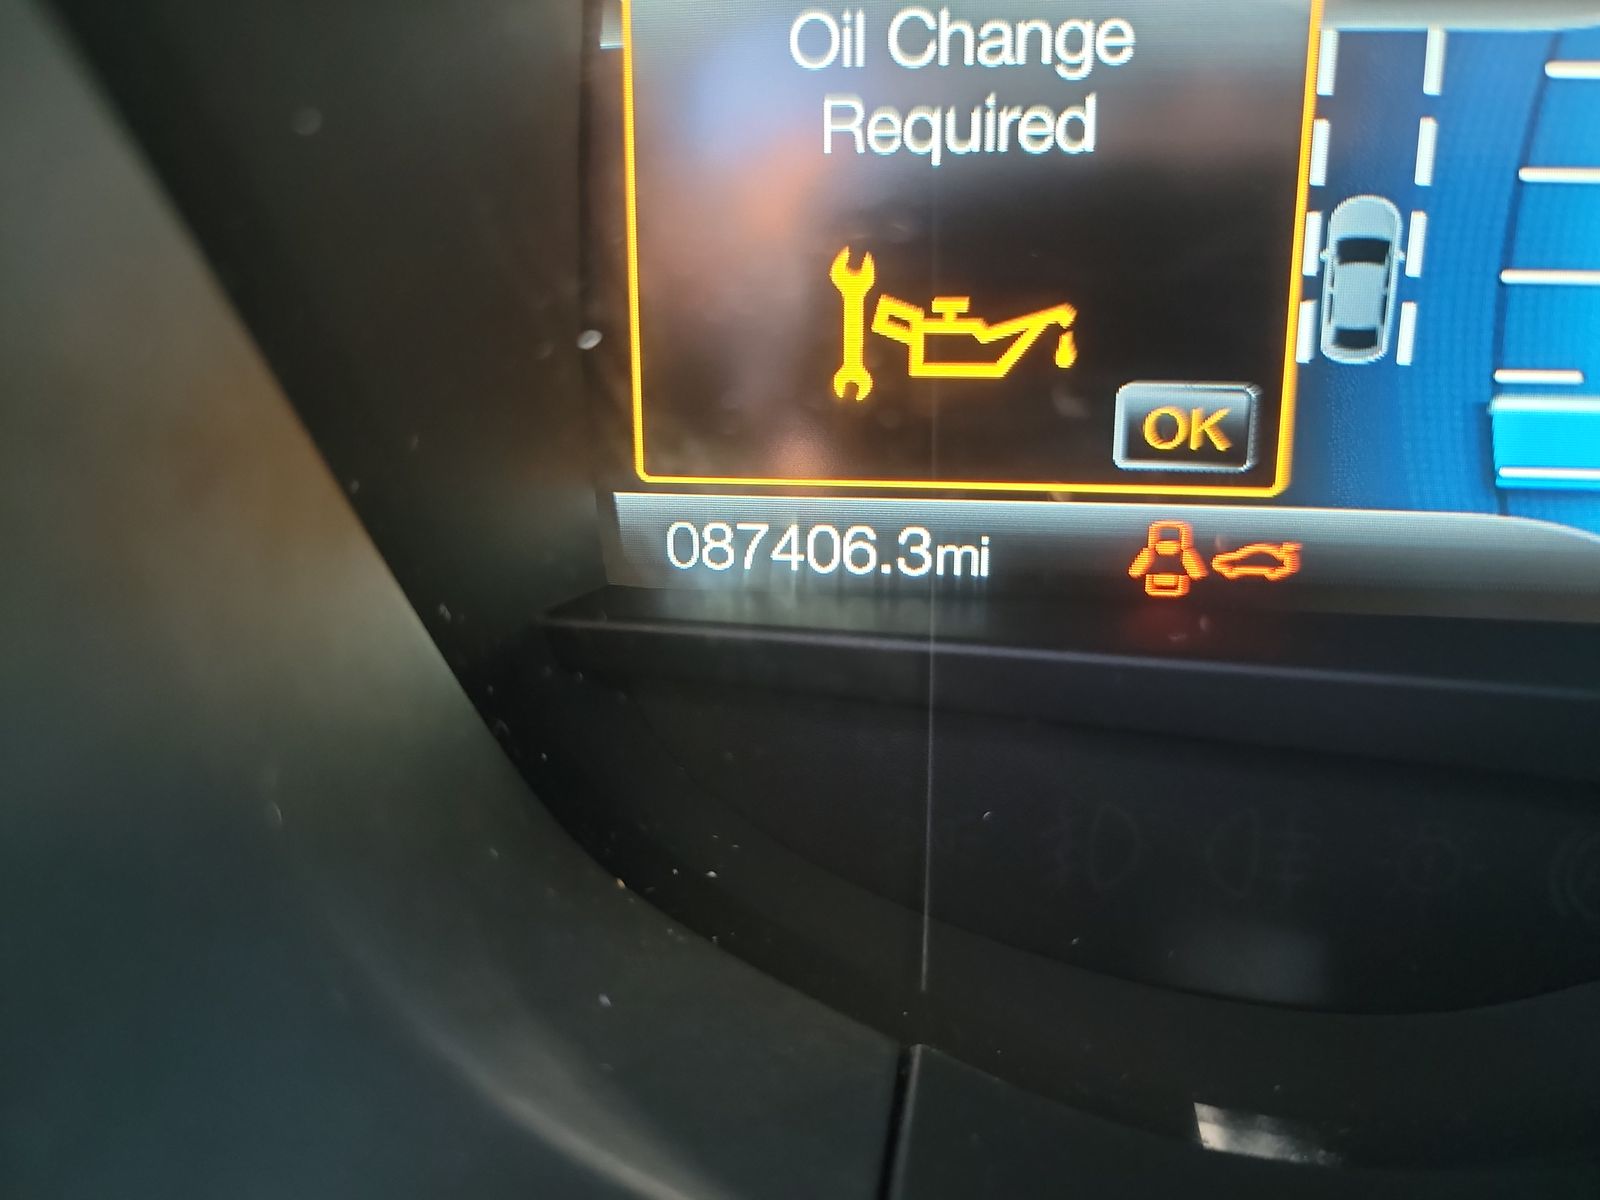 Oil Change
Required
OK
087406.3mi